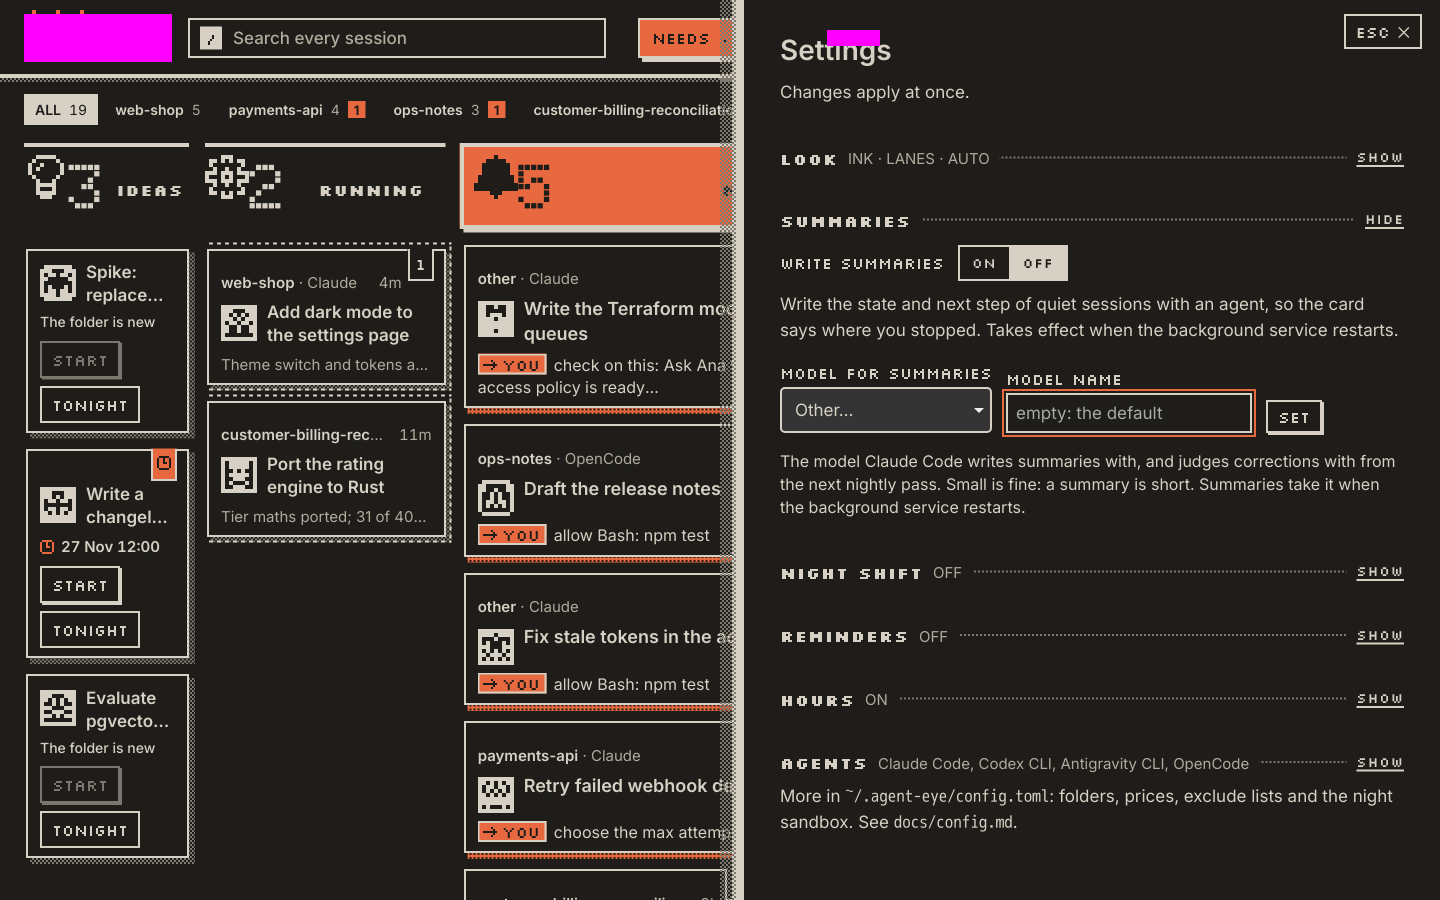 / Search every session
NEEDS
ALL 19 web-shop 5 payments-api 4 1 ops-notes 3 1
3 IDEAS
2 RUNNING
5
Spike:
replace...
The folder is new
START
TONIGHT
Write a
changel...
27 Nov 12:00
START
TONIGHT
Evaluate
pgvecto...
The folder is new
START
TONIGHT
1
web-shop · Claude 4m
Add dark mode to
the settings page
Theme switch and tokens a...
customer-billing-rec... 11m
Port the rating
engine to Rust
Tier maths ported; 31 of 40...
other · Claude
Write the Terraform
queues
→ YOU check on this: Ask Ana
access policy is ready...
ops-notes · OpenCode
Draft the release notes
→ YOU allow Bash: npm test
other · Claude
Fix stale tokens in the
→ YOU allow Bash: npm test
payments-api · Claude
Retry failed webhook
→ YOU choose the max
Settings
ESC ×
Changes apply at once.
LOOK INK · LANES · AUTO SHOW
SUMMARIES HIDE
WRITE SUMMARIES ON OFF
Write the state and next step of quiet sessions with an agent, so the card
says where you stopped. Takes effect when the background service restarts.
MODEL FOR SUMMARIES MODEL NAME
Other... empty: the default SET
The model Claude Code writes summaries with, and judges corrections with from
the next nightly pass. Small is fine: a summary is short. Summaries take it when
the background service restarts.
NIGHT SHIFT OFF SHOW
REMINDERS OFF SHOW
HOURS ON SHOW
AGENTS Claude Code, Codex CLI, Antigravity CLI, OpenCode SHOW
More in ~/.agent-eye/config.toml: folders, prices, exclude lists and the night
sandbox. See docs/config.md.